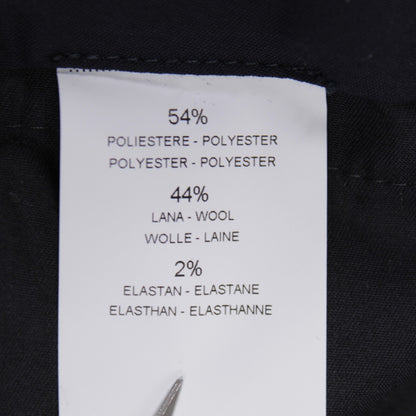 54%
POLIESTERE - POLYESTER
POLYESTER - POLYESTER
44%
LANA - WOOL
WOLLE - LAINE
2%
ELASTAN - ELASTANE
ELASTHAN - ELASTHANNE